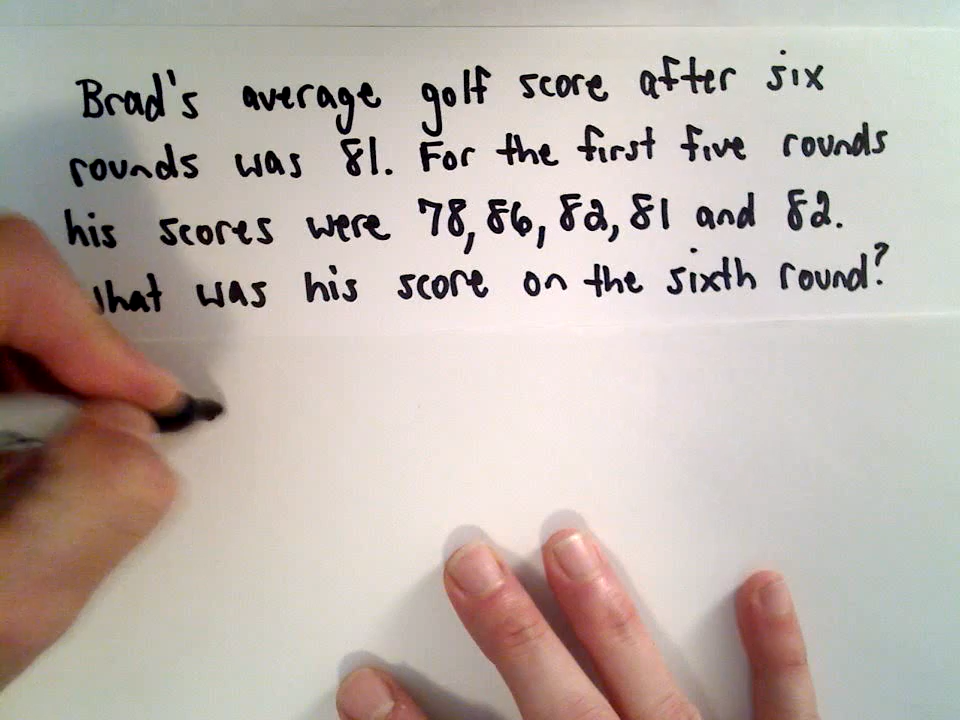 Brad's average golf score after six
rounds was 81. For the first five rounds
his scores were 78, 86, 82, 81 and 82.
What was his score on the sixth round?